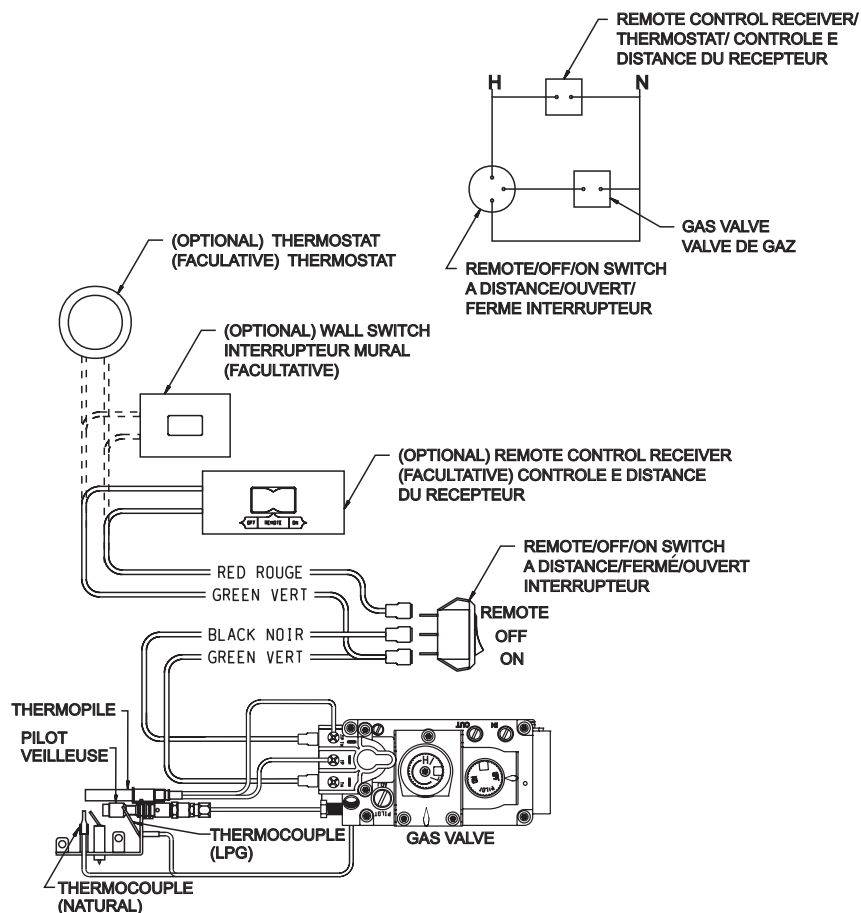 REMOTE CONTROL RECEIVER/
THERMOSTAT/ CONTROLE E
DISTANCE DU RECEPTEUR
H
N
GAS VALVE
VALVE DE GAZ
REMOTE/OFF/ON SWITCH
A DISTANCE/OUVERT/
FERME INTERRUPTEUR
(OPTIONAL) THERMOSTAT
(FACULATIVE) THERMOSTAT
(OPTIONAL) WALL SWITCH
INTERRUPTEUR MURAL
(FACULTATIVE)
(OPTIONAL) REMOTE CONTROL RECEIVER
(FACULTATIVE) CONTROLE E DISTANCE
DU RECEPTEUR
OFF REMOTE ON
REMOTE/OFF/ON SWITCH
A DISTANCE/FERMÉ/OUVERT
INTERRUPTEUR
RED ROUGE
GREEN VERT
REMOTE
BLACK NOIR
OFF
GREEN VERT
ON
THERMOPILE
PILOT
VEILLEUSE
OUT
IN
HI
PILOT
PILOT
THERMOCOUPLE
(LPG)
GAS VALVE
THERMOCOUPLE
(NATURAL)